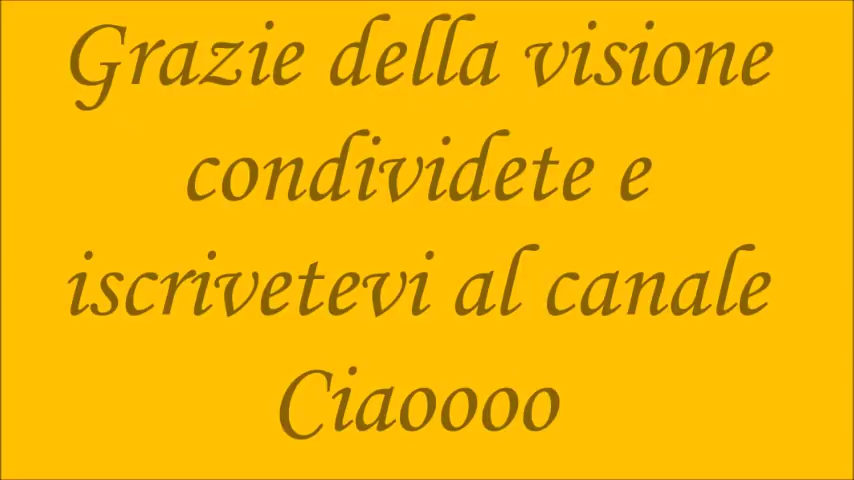 Grazie della visione
condividete e
iscrivetevi al canale
Ciaoooo